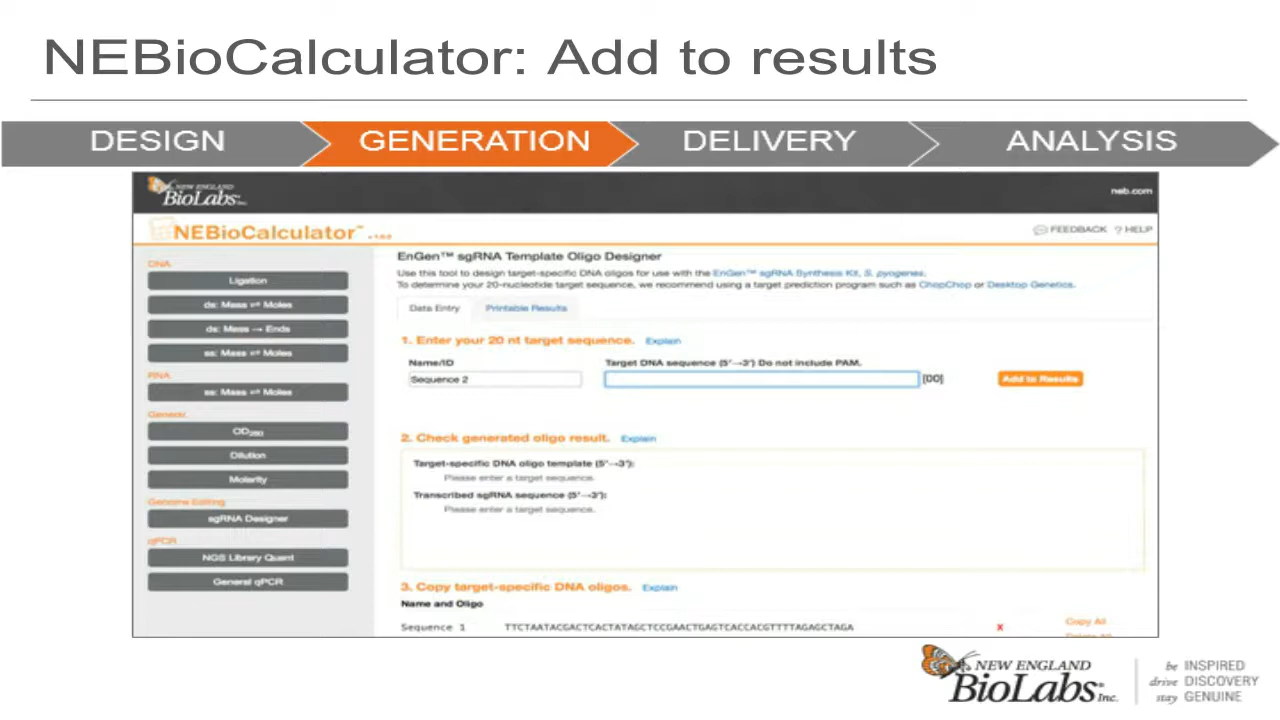 NEBioCalculator: Add to results
DESIGN GENERATION DELIVERY ANALYSIS
NEW ENGLAND
BioLabs Inc. neb.com
NEBioCalculator™
FEEDBACK ? HELP
DNA
Ligation
ds: Mass ⇌ Moles
ds: Mass → Ends
ss: Mass ⇌ Moles
RNA
ss: Mass ⇌ Moles
General
OD260
Dilution
Molarity
Genome Editing
sgRNA Designer
qPCR
NGS Library Quant
General qPCR
EnGen™ sgRNA Template Oligo Designer
Use this tool to design target-specific DNA oligos for use with the EnGen™ sgRNA Synthesis Kit, S. pyogenes.
To determine your 20-nucleotide target sequence, we recommend using a target prediction program such as ChopChop or Desktop Genetics.
Data Entry Printable Results
1. Enter your 20 nt target sequence. Explain
Name/ID Target DNA sequence (5'→3') Do not include PAM.
Sequence 2 Add to Results
2. Check generated oligo result. Explain
Target-specific DNA oligo template (5'→3'):
Please enter a target sequence.
Transcribed sgRNA sequence (5'→3'):
Please enter a target sequence.
3. Copy target-specific DNA oligos. Explain
Name and Oligo
Sequence 1 TTCTAATACGACTCACTATAGCTCCGAACTGAGTCACCACGTTTTAGAGCTAGA X Copy All
NEW ENGLAND
BioLabs Inc.
be INSPIRED
drive DISCOVERY
stay GENUINE